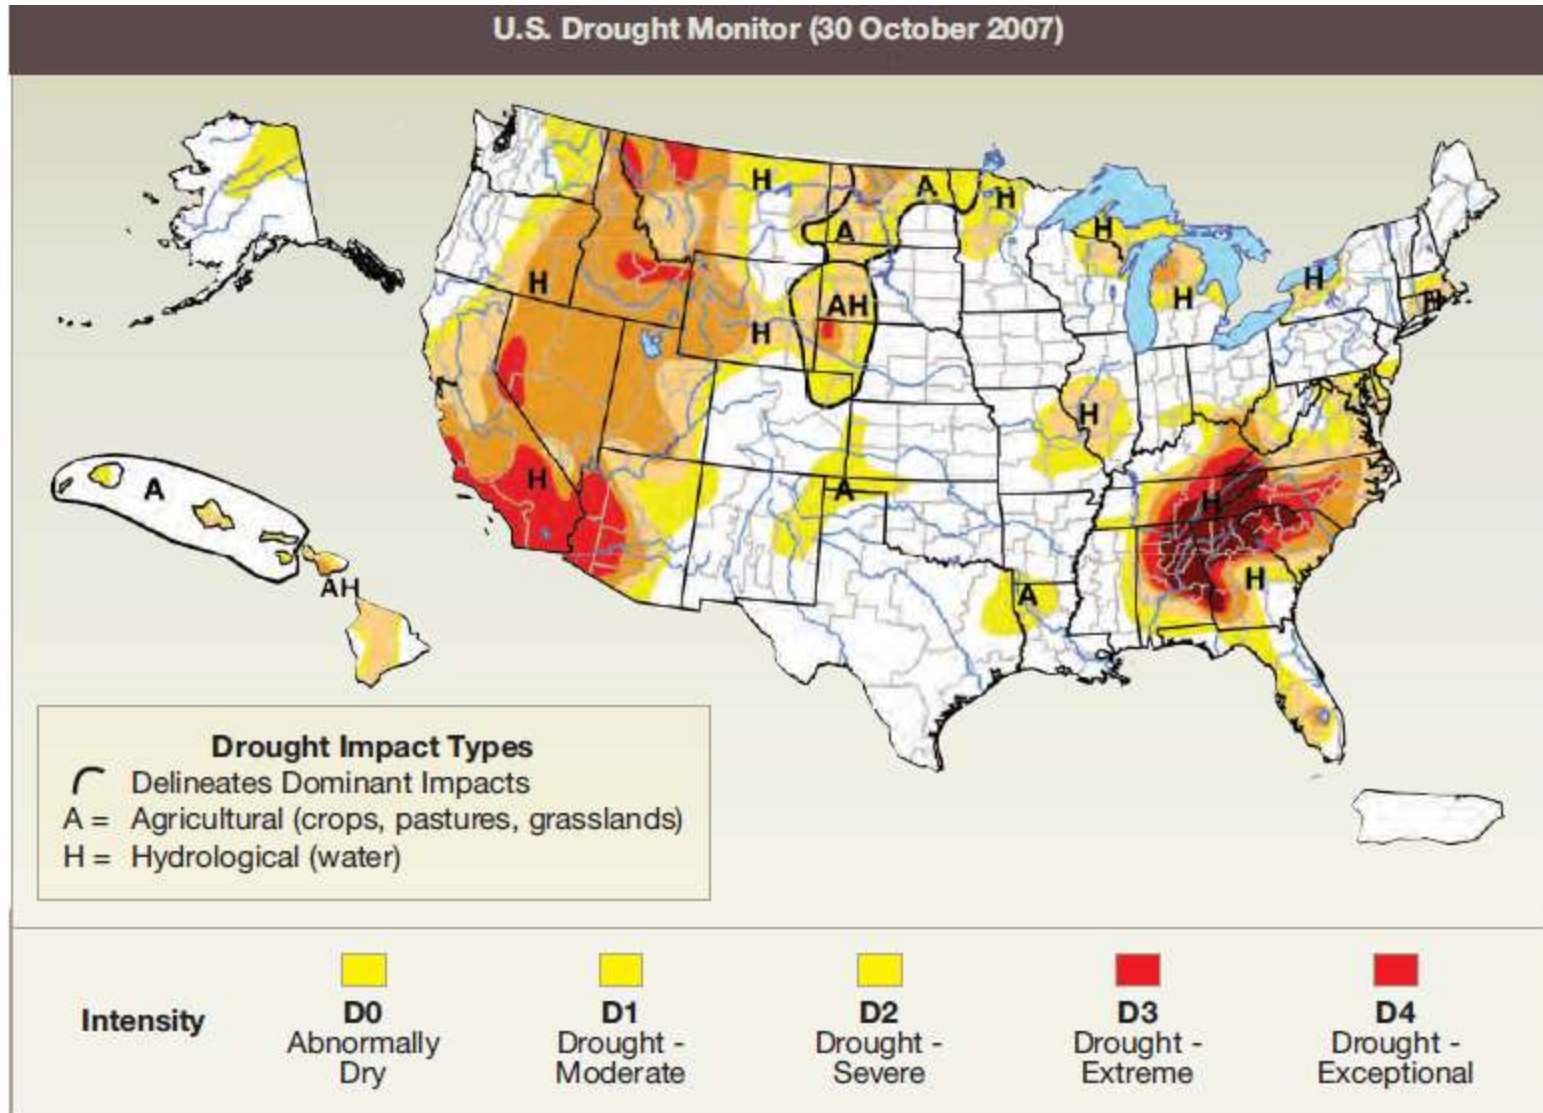 U.S. Drought Monitor (30 October 2007)
H
A
H
H
A
H
H
H
AH
H
H
H
H
H
H
A
A
H
H
A
AH
Drought Impact Types
Delineates Dominant Impacts
A = Agricultural (crops, pastures, grasslands)
H = Hydrological (water)
Intensity
D0
Abnormally
Dry
D1
Drought -
Moderate
D2
Drought -
Severe
D3
Drought -
Extreme
D4
Drought -
Exceptional